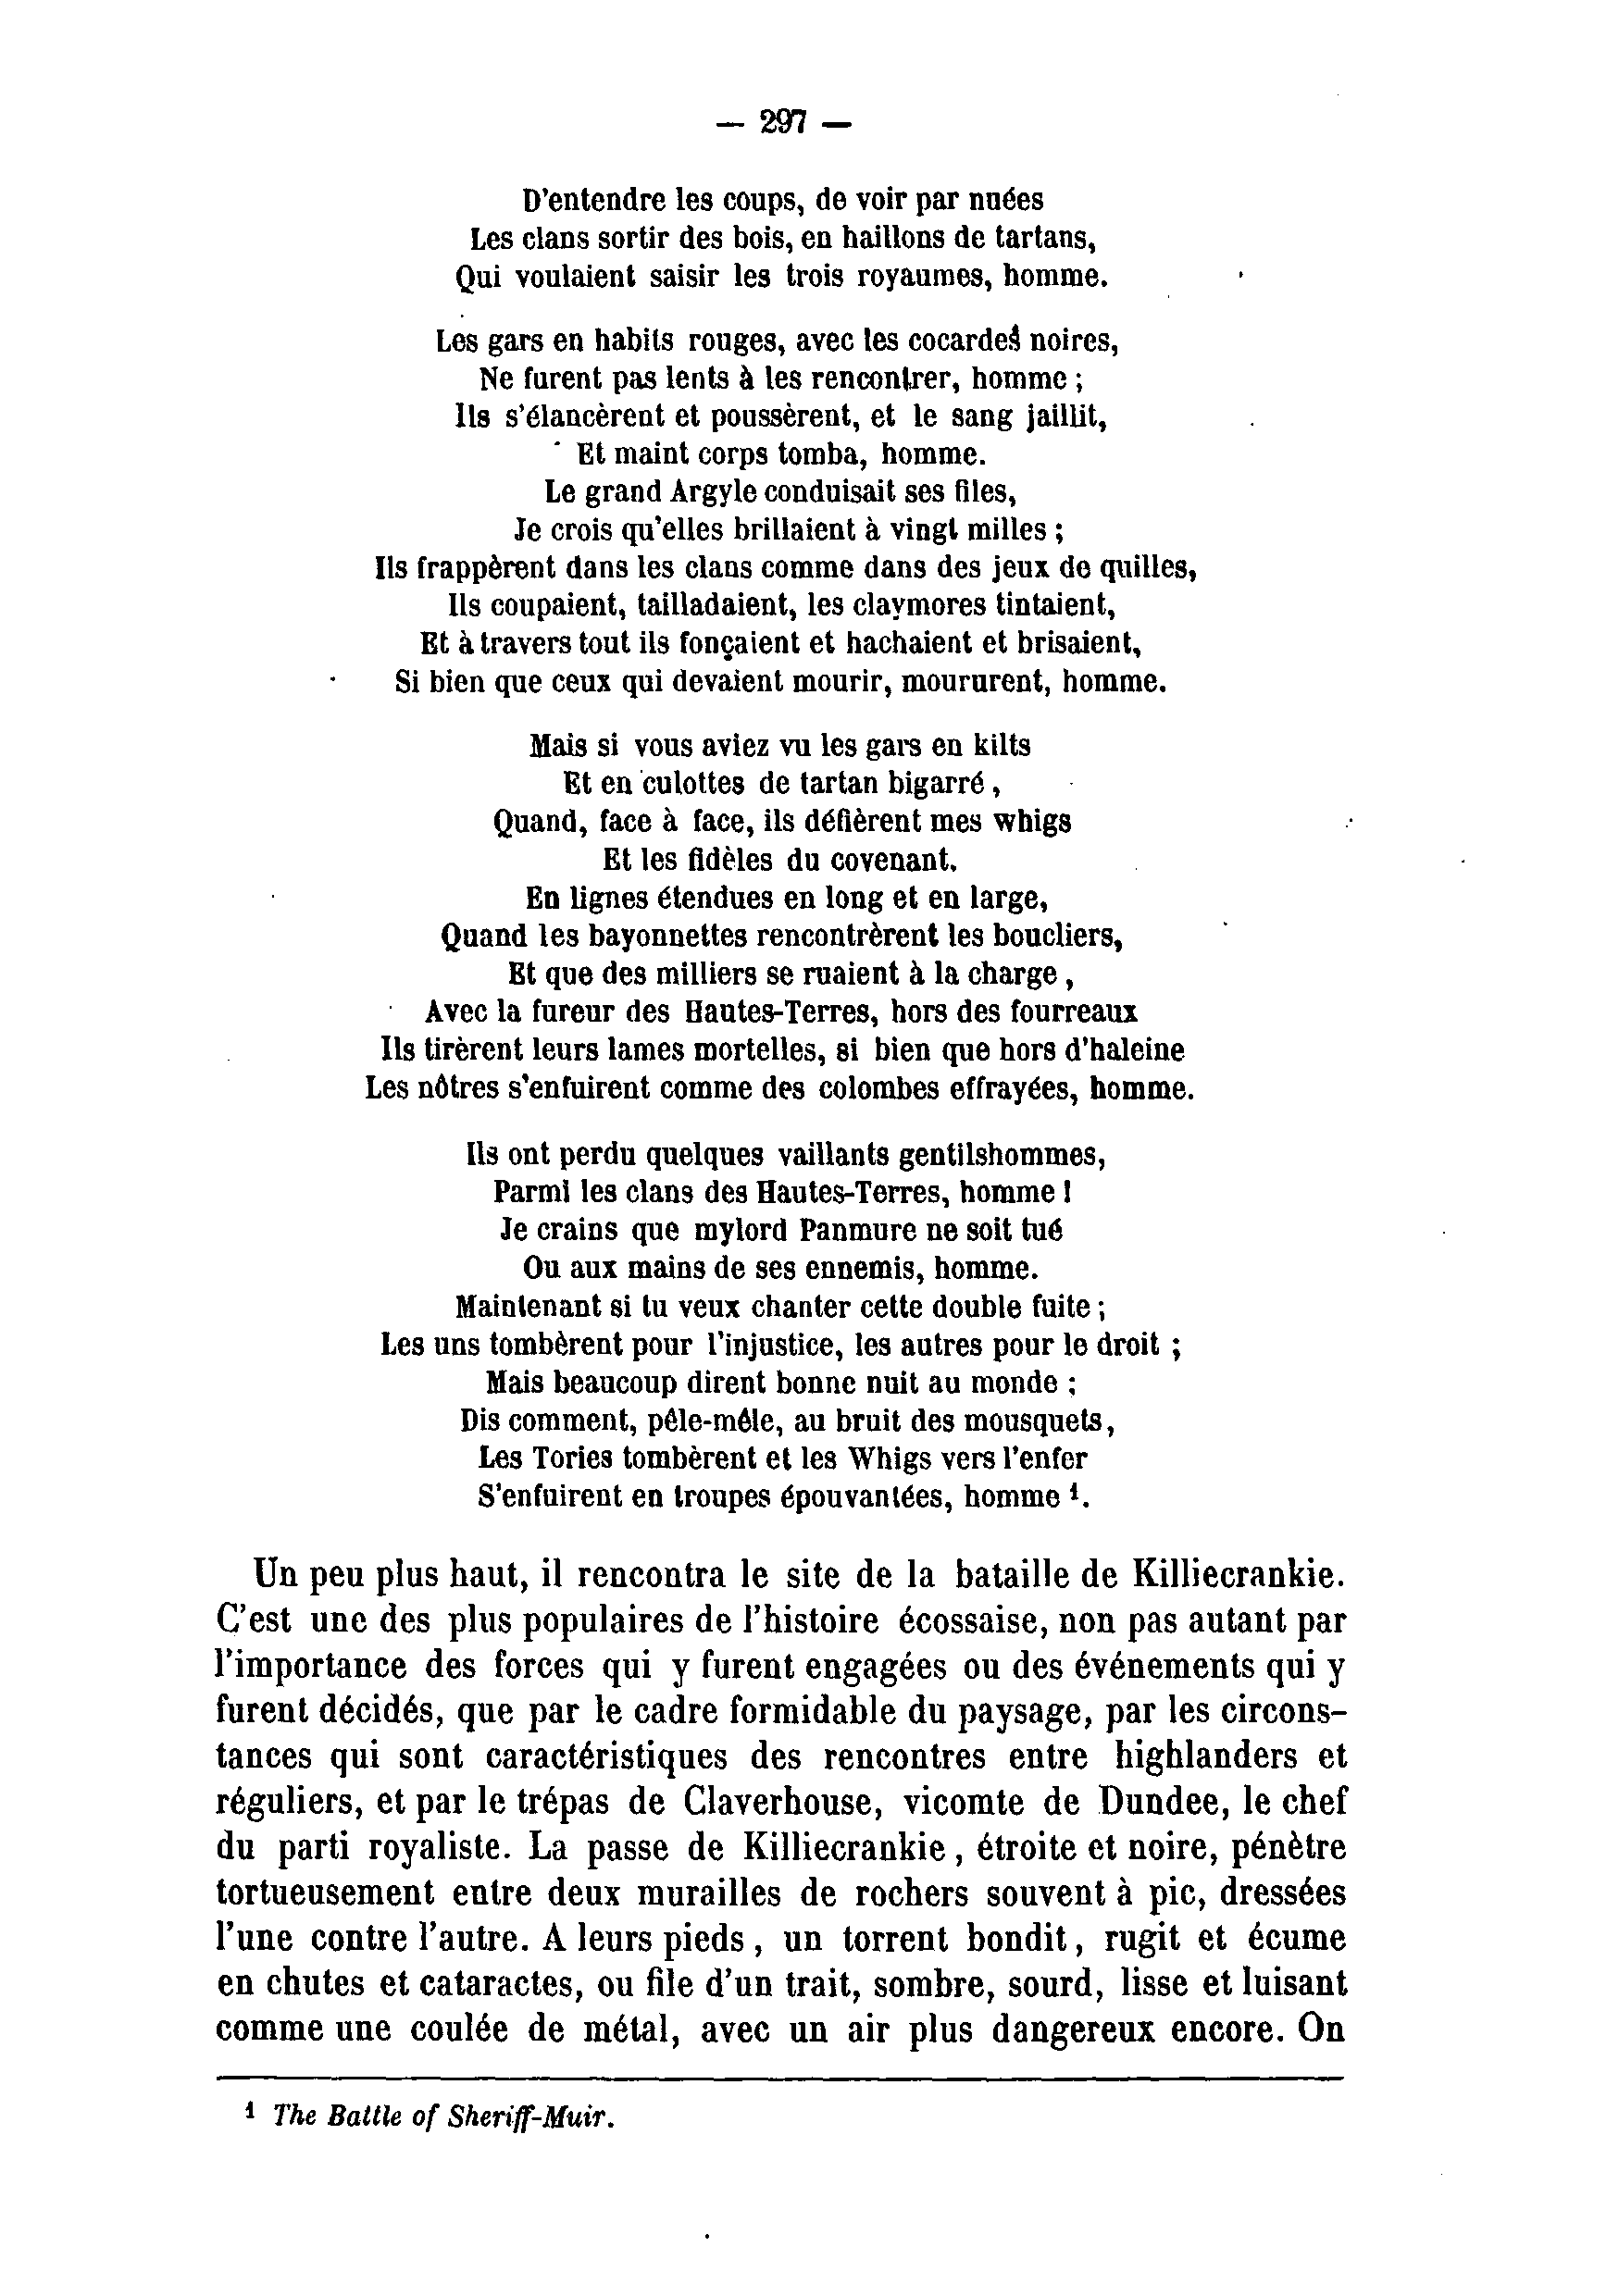 — 297 —
D'entendre les coups, de voir par nuées
Les clans sortir des bois, en haillons de tartans,
Qui voulaient saisir les trois royaumes, homme.
Les gars en habits rouges, avec les cocardes noires,
Ne furent pas lents à les rencontrer, homme ;
Ils s'élancèrent et poussèrent, et le sang jaillit,
Et maint corps tomba, homme.
Le grand Argyle conduisait ses files,
Je crois qu'elles brillaient à vingt milles ;
Ils frappèrent dans les clans comme dans des jeux de quilles,
Ils coupaient, tailladaient, les claymores tintaient,
Et à travers tout ils fonçaient et hachaient et brisaient,
Si bien que ceux qui devaient mourir, moururent, homme.
Mais si vous aviez vu les gars en kilts
Et en culottes de tartan bigarré ,
Quand, face à face, ils défièrent mes whigs
Et les fidèles du covenant.
En lignes étendues en long et en large,
Quand les bayonnettes rencontrèrent les boucliers,
Et que des milliers se ruaient à la charge ,
Avec la fureur des Hautes-Terres, hors des fourreaux
Ils tirèrent leurs lames mortelles, si bien que hors d'haleine
Les nôtres s'enfuirent comme des colombes effrayées, homme.
Ils ont perdu quelques vaillants gentilshommes,
Parmi les clans des Hautes-Terres, homme !
Je crains que mylord Panmure ne soit tué
Ou aux mains de ses ennemis, homme.
Maintenant si tu veux chanter cette double fuite ;
Les uns tombèrent pour l'injustice, les autres pour le droit ;
Mais beaucoup dirent bonne nuit au monde ;
Dis comment, pêle-mêle, au bruit des mousquets,
Les Tories tombèrent et les Whigs vers l'enfer
S'enfuirent en troupes épouvantées, homme ¹.
Un peu plus haut, il rencontra le site de la bataille de Killiecrankie.
C'est une des plus populaires de l'histoire écossaise, non pas autant par
l'importance des forces qui y furent engagées ou des événements qui y
furent décidés, que par le cadre formidable du paysage, par les circons-
tances qui sont caractéristiques des rencontres entre highlanders et
réguliers, et par le trépas de Claverhouse, vicomte de Dundee, le chef
du parti royaliste. La passe de Killiecrankie , étroite et noire, pénètre
tortueusement entre deux murailles de rochers souvent à pic, dressées
l'une contre l'autre. A leurs pieds , un torrent bondit, rugit et écume
en chutes et cataractes, ou file d'un trait, sombre, sourd, lisse et luisant
comme une coulée de métal, avec un air plus dangereux encore. On
¹ The Battle of Sheriff-Muir.